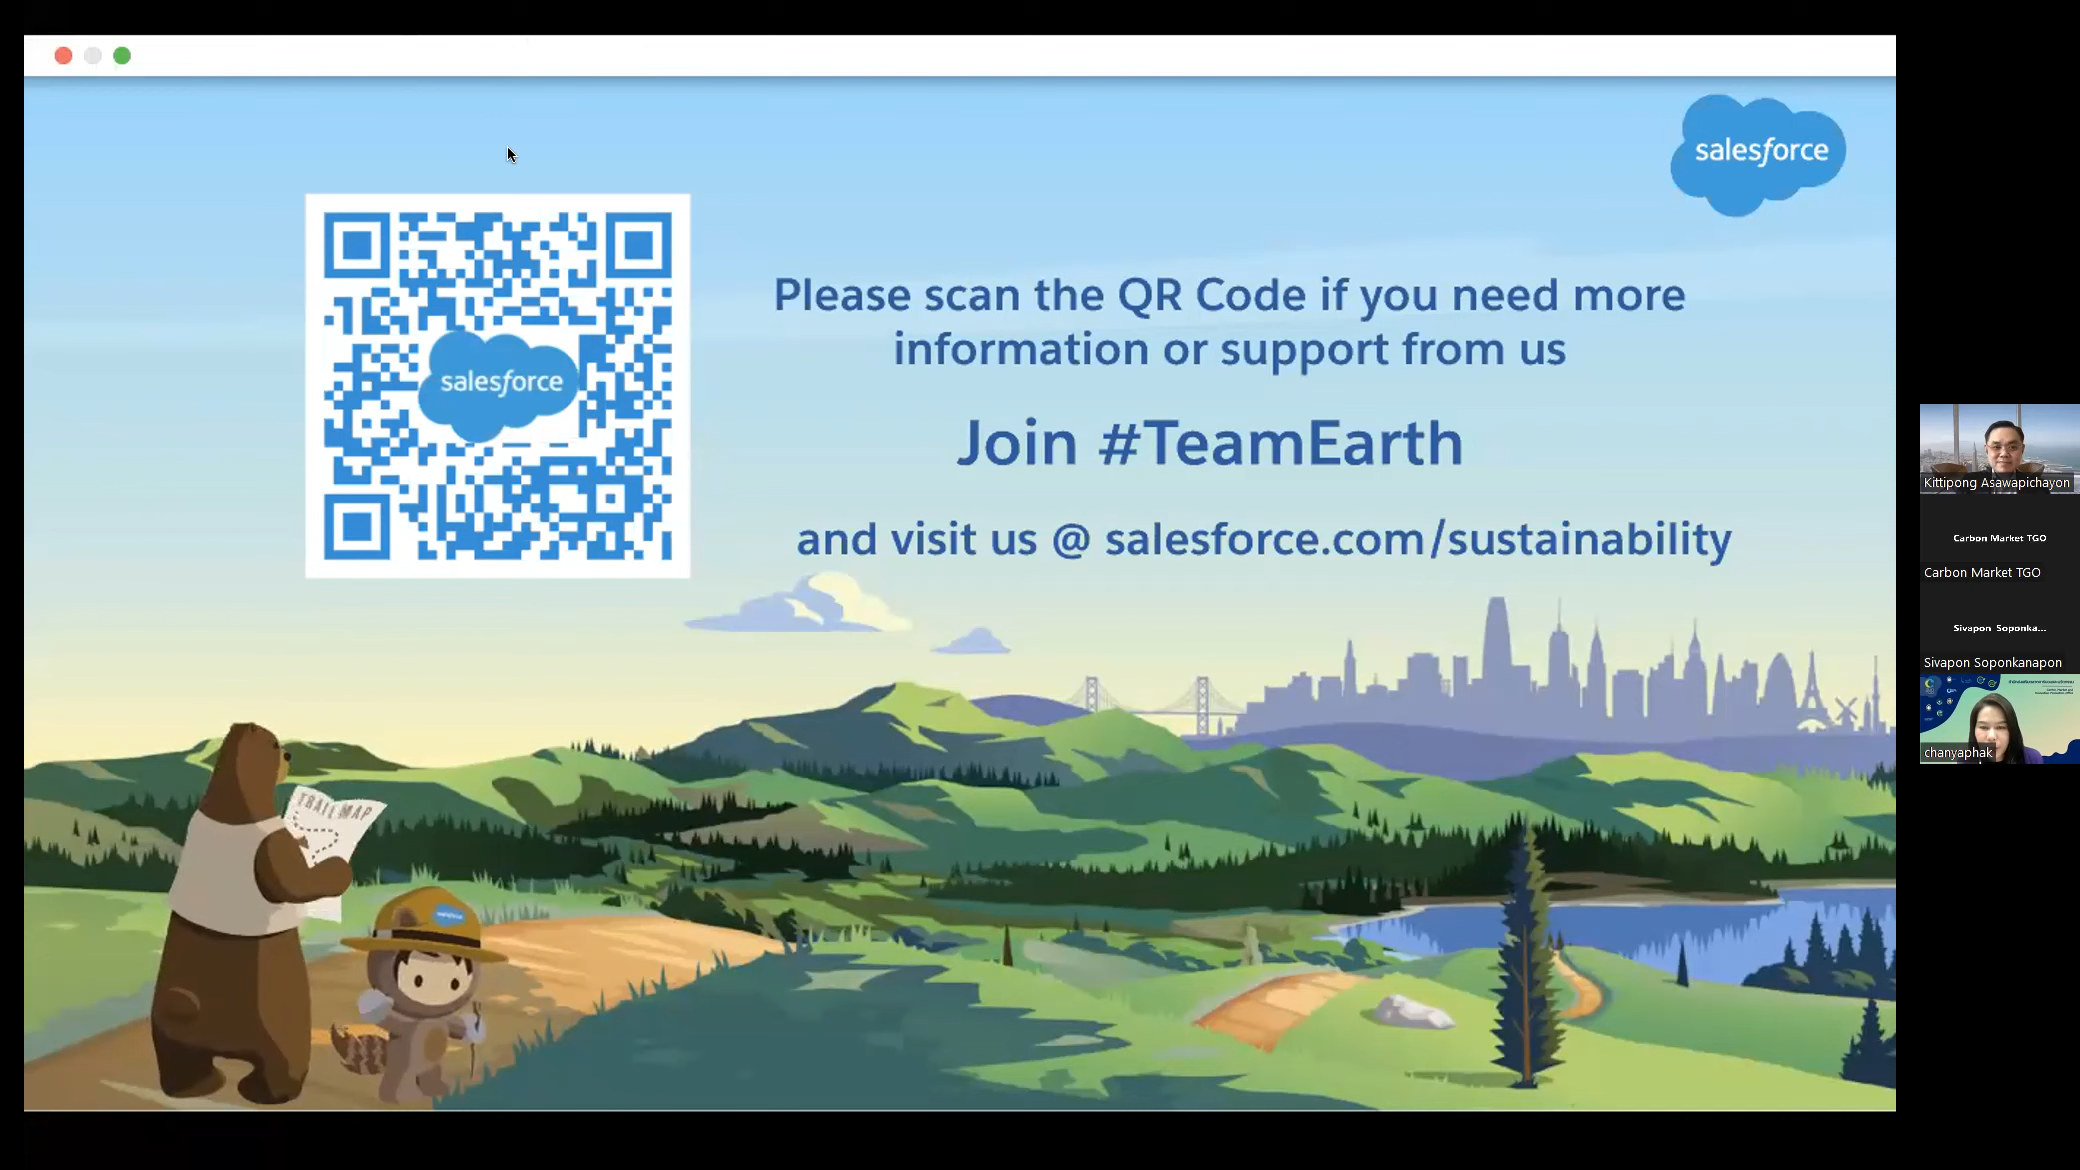 salesforce
salesforce
Please scan the QR Code if you need more
information or support from us
Join #TeamEarth
and visit us @ salesforce.com/sustainability
TRAIL MAP
salesforce
Kittipong Asawapichayon
Carbon Market TGO
Carbon Market TGO
Sivapon Soponka...
Sivapon Soponkanapon
chanyaphak